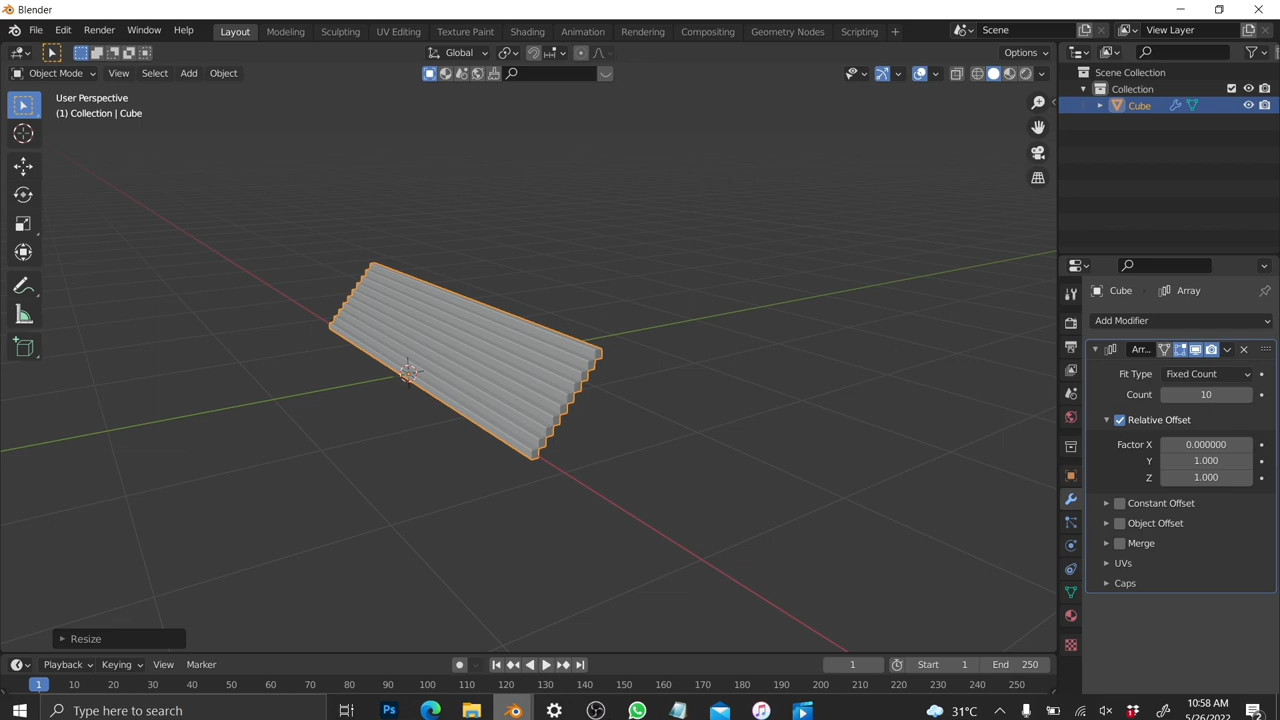 Blender
File Edit Render Window Help Layout Modeling Sculpting UV Editing Texture Paint Shading Animation Rendering Compositing Geometry Nodes Scripting + Scene View Layer
Global Options
Object Mode View Select Add Object
User Perspective
(1) Collection | Cube
Scene Collection
Collection
Cube
Cube Array
Add Modifier
Arr...
Fit Type Fixed Count
Count 10
Relative Offset
Factor X 0.000000
Y 1.000
Z 1.000
Constant Offset
Object Offset
Merge
UVs
Caps
Resize
Playback Keying View Marker 1 Start 1 End 250
1 10 20 30 40 50 60 70 80 90 100 110 120 130 140 150 160 170 180 190 200 210 220 230 240 250
Type here to search Ps 31°C 10:58 AM
5/26/2022